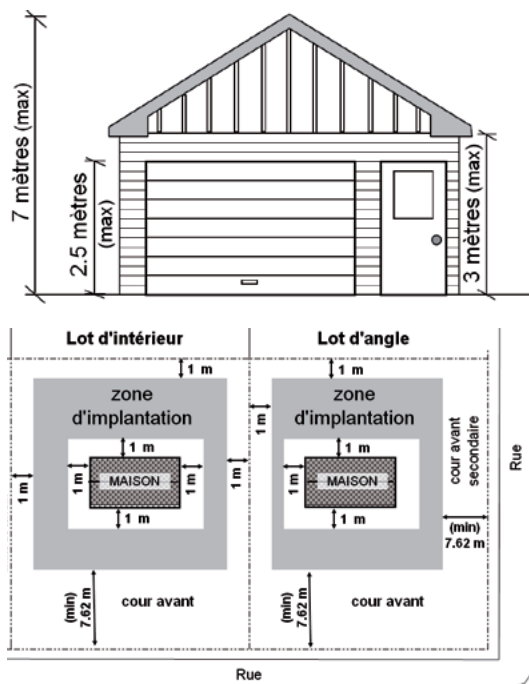 7 mètres (max)
2.5 mètres
(max)
3 mètres (max)
Lot d'intérieur
Lot d'angle
1 m
1 m
zone
d'implantation
zone
d'implantation
1 m
1 m
cour avant
secondaire
Rue
1 m
1 m
MAISON
1 m
1 m
1 m
1 m
MAISON
1 m
1 m
(min)
7.62 m
(min)
7.62 m
cour avant
(min)
7.62 m
cour avant
Rue